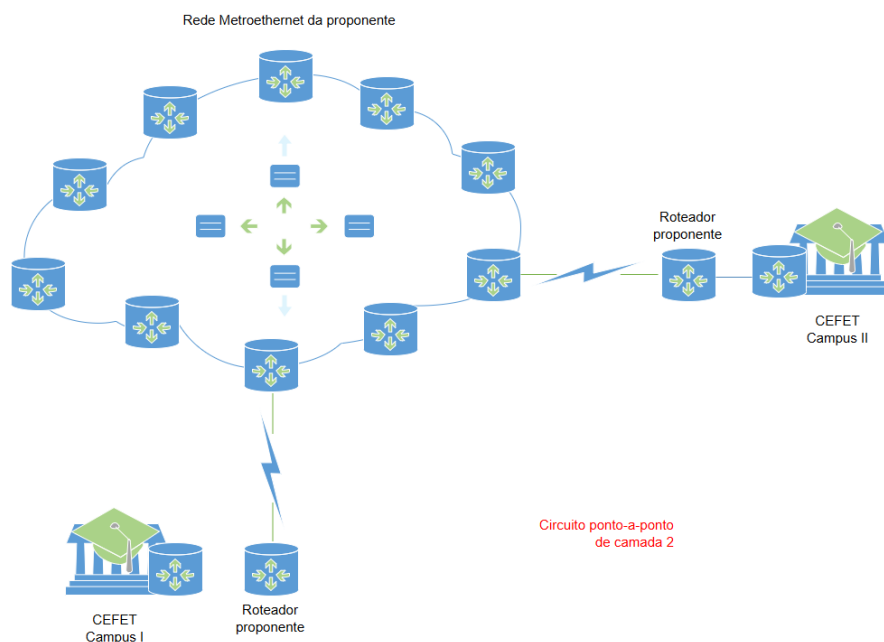 Rede Metroethernet da proponente
Roteador
proponente
CEFET
Campus II
Circuito ponto-a-ponto
de camada 2
CEFET
Campus I
Roteador
proponente